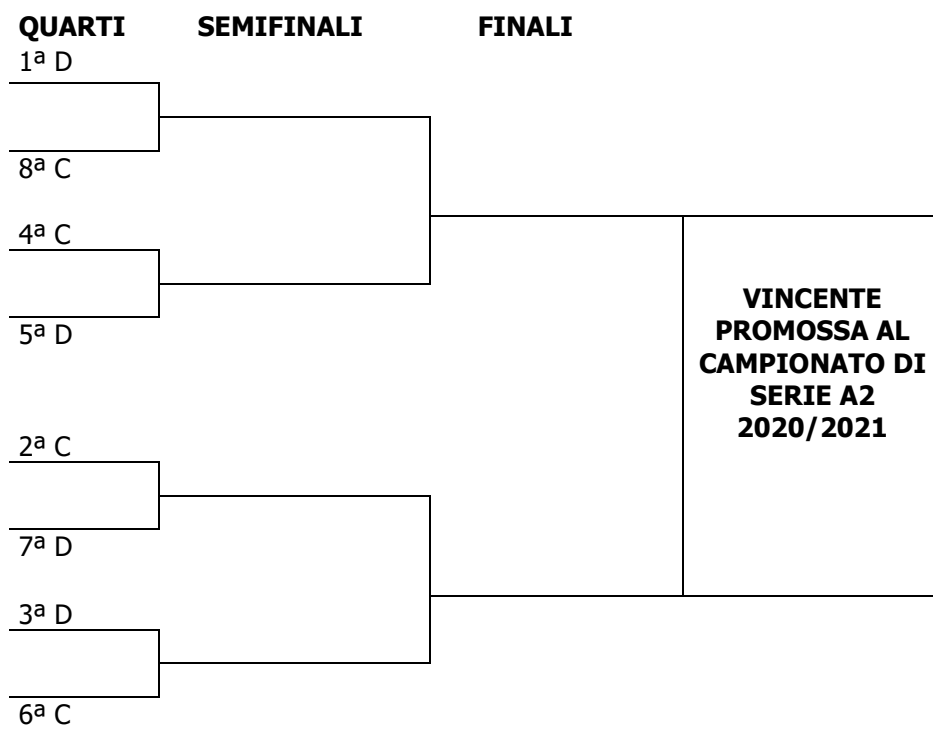 QUARTI SEMIFINALI FINALI
1ª D
8ª C
4ª C
5ª D
VINCENTE
PROMOSSA AL
CAMPIONATO DI
SERIE A2
2020/2021
2ª C
7ª D
3ª D
6ª C